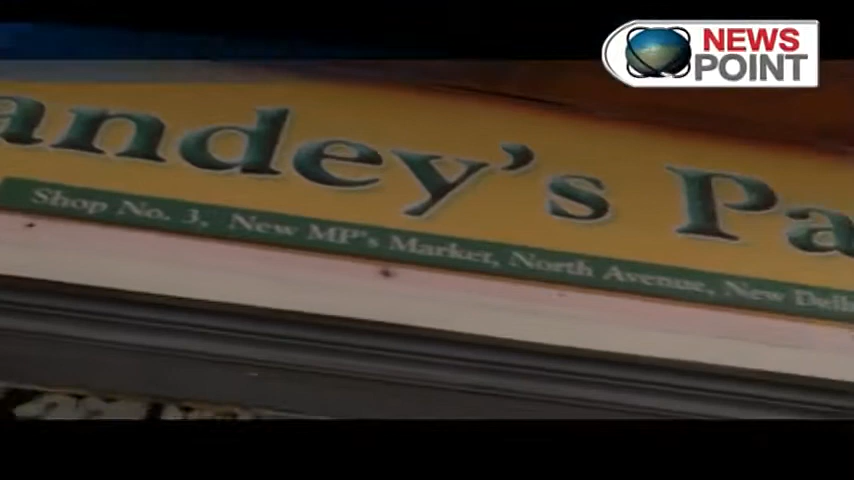 NEWS
POINT
andey's Pa
Shop No. 3, New MP's Market, North Avenue, New Delh